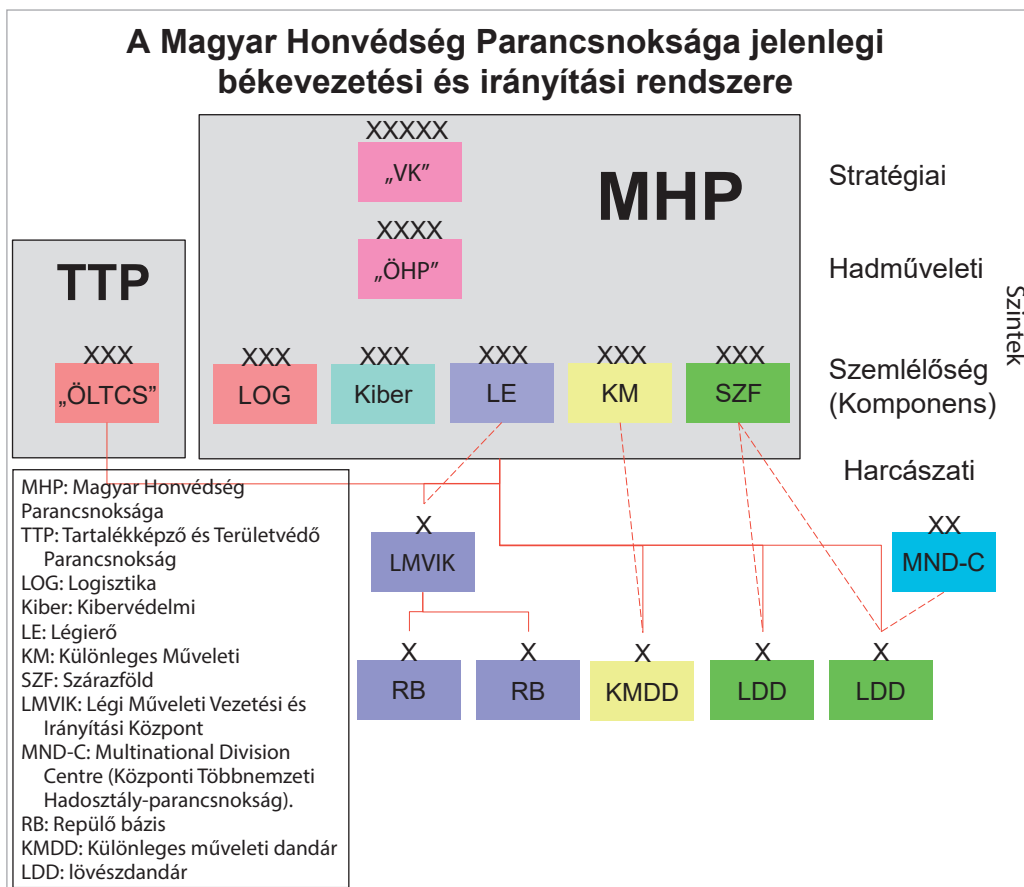 A Magyar Honvédség Parancsnoksága jelenlegi
békevezetési és irányítási rendszere
XXXXX
„VK”
MHP
Stratégiai
XXXX
„ÖHP”
Hadműveleti
TTP
Szintek
XXX
„ÖLTCS”
XXX
LOG
XXX
Kiber
XXX
LE
XXX
KM
XXX
SZF
Szemlélőség
(Komponens)
Harcászati
MHP: Magyar Honvédség
Parancsnoksága
TTP: Tartalékképző és Területvédő
Parancsnokság
LOG: Logisztika
Kiber: Kibervédelmi
LE: Légierő
KM: Különleges Műveleti
SZF: Szárazföld
LMVIK: Légi Műveleti Vezetési és
Irányítási Központ
MND-C: Multinational Division
Centre (Központi Többnemzeti
Hadosztály-parancsnokság).
RB: Repülő bázis
KMDD: Különleges műveleti dandár
LDD: lövészdandár
X
LMVIK
XX
MND-C
X
RB
X
RB
X
KMDD
X
LDD
X
LDD